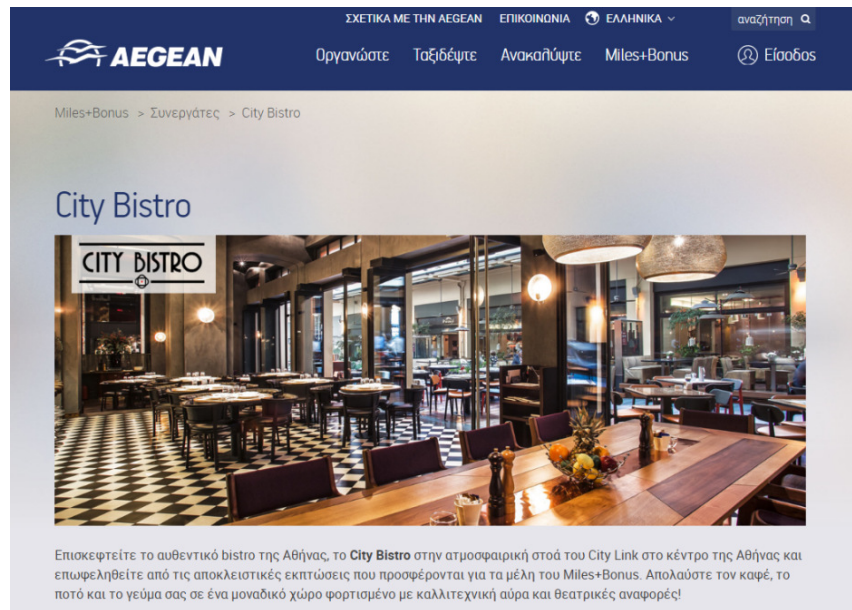 ΣΧΕΤΙΚΑ ΜΕ ΤΗΝ AEGEAN ΕΠΙΚΟΙΝΩΝΙΑ ΕΛΛΗΝΙΚΑ αναζήτηση
AEGEAN Οργανώστε Ταξιδέψτε Ανακαλύψτε Miles+Bonus Είσοδος
Miles+Bonus > Συνεργάτες > City Bistro
City Bistro
CITY BISTRO
Επισκεφτείτε το αυθεντικό bistro της Αθήνας, το City Bistro στην ατμοσφαιρική στοά του City Link στο κέντρο της Αθήνας και
επωφεληθείτε από τις αποκλειστικές εκπτώσεις που προσφέρονται για τα μέλη του Miles+Bonus. Απολαύστε τον καφέ, το
ποτό και το γεύμα σας σε ένα μοναδικό χώρο φορτισμένο με καλλιτεχνική αύρα και θεατρικές αναφορές!